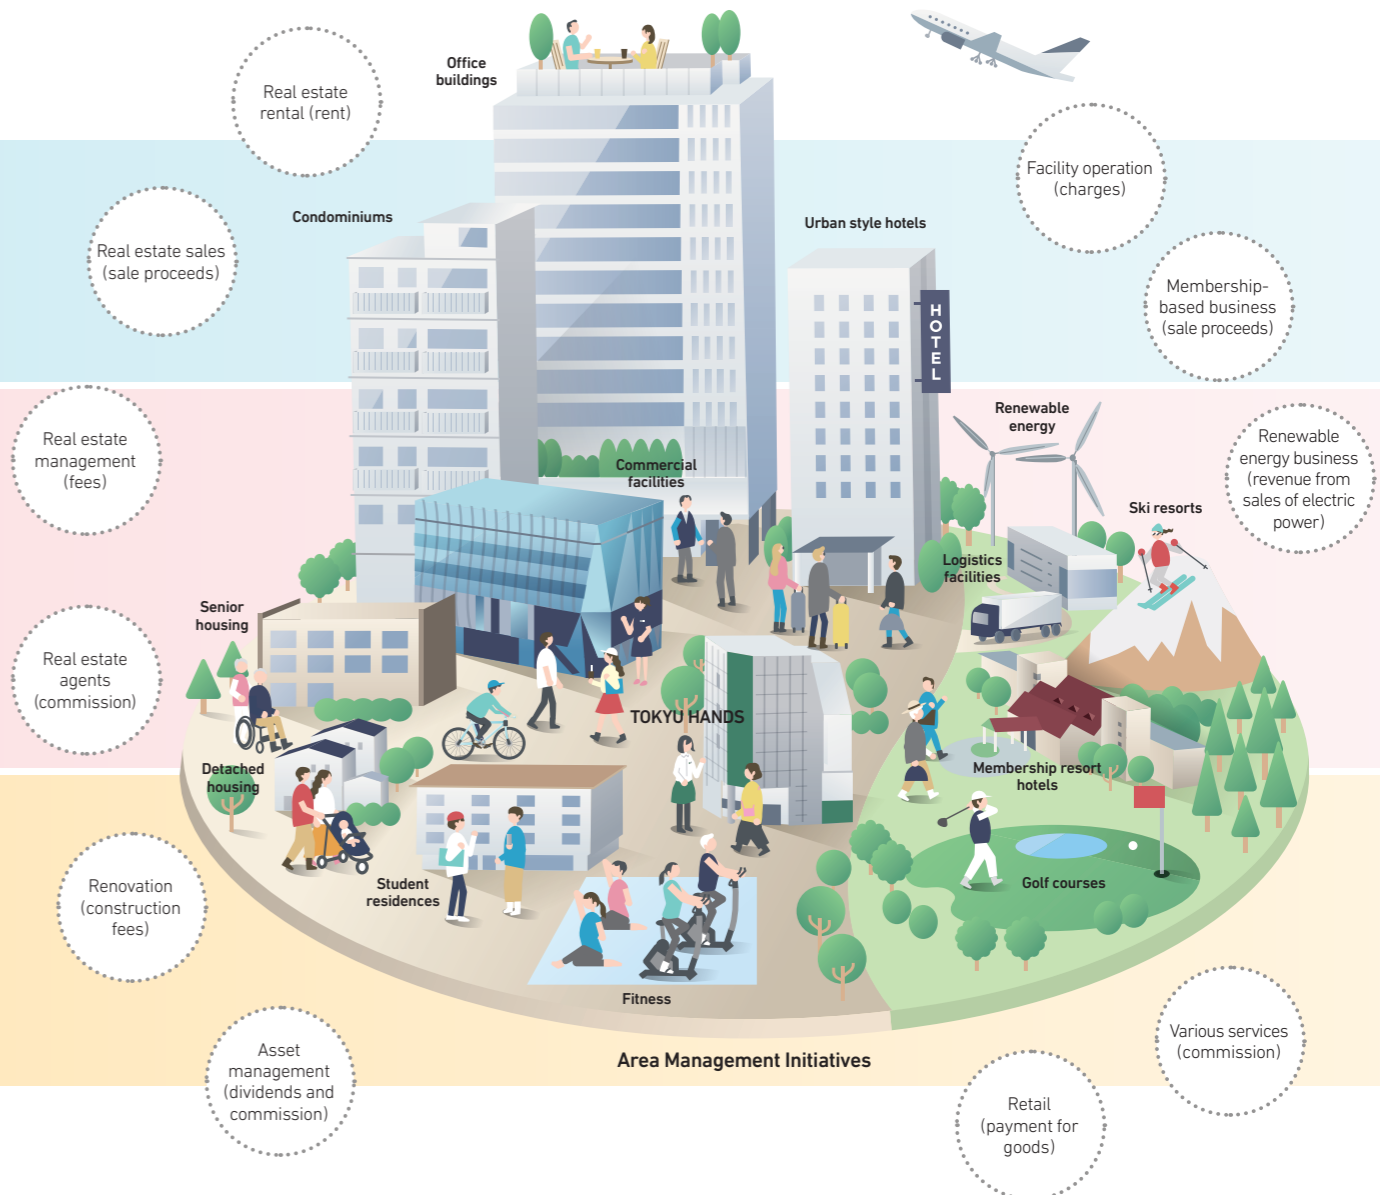 Office
buildings
Real estate
rental (rent)
Facility operation
(charges)
Condominiums
Urban style hotels
Real estate sales
(sale proceeds)
Membership-
based business
(sale proceeds)
HOTEL
Renewable
energy
Real estate
management
(fees)
Renewable
energy business
(revenue from
sales of electric
power)
Commercial
facilities
Ski resorts
Logistics
facilities
Senior
housing
Real estate
agents
(commission)
TOKYU HANDS
Detached
housing
Membership resort
hotels
Student
residences
Golf courses
Renovation
(construction
fees)
Fitness
Various services
(commission)
Area Management Initiatives
Asset
management
(dividends and
commission)
Retail
(payment for
goods)